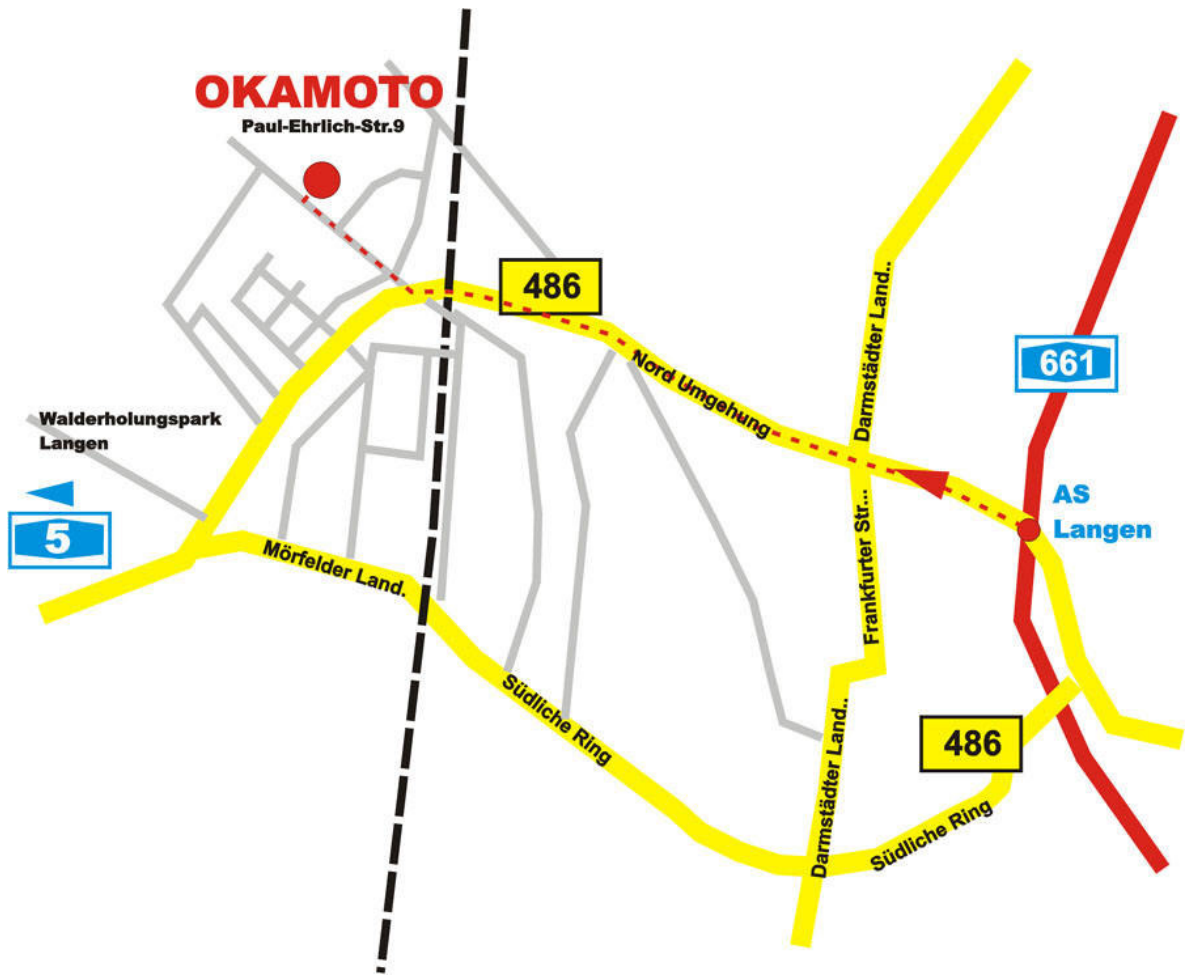 OKAMOTO
Paul-Ehrlich-Str.9
486
Nord Umgehung
Darmstädter Land..
661
Walderholungspark
Langen
5
AS
Langen
Mörfelder Land.
Frankfurter Str...
Südliche Ring
Darmstädter Land..
486
Südliche Ring